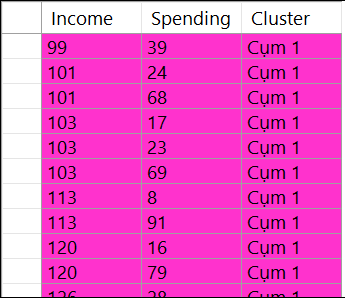 Income Spending Cluster
99 39 Cụm 1
101 24 Cụm 1
101 68 Cụm 1
103 17 Cụm 1
103 23 Cụm 1
103 69 Cụm 1
113 8 Cụm 1
113 91 Cụm 1
120 16 Cụm 1
120 79 Cụm 1
126 28 Cụm 1